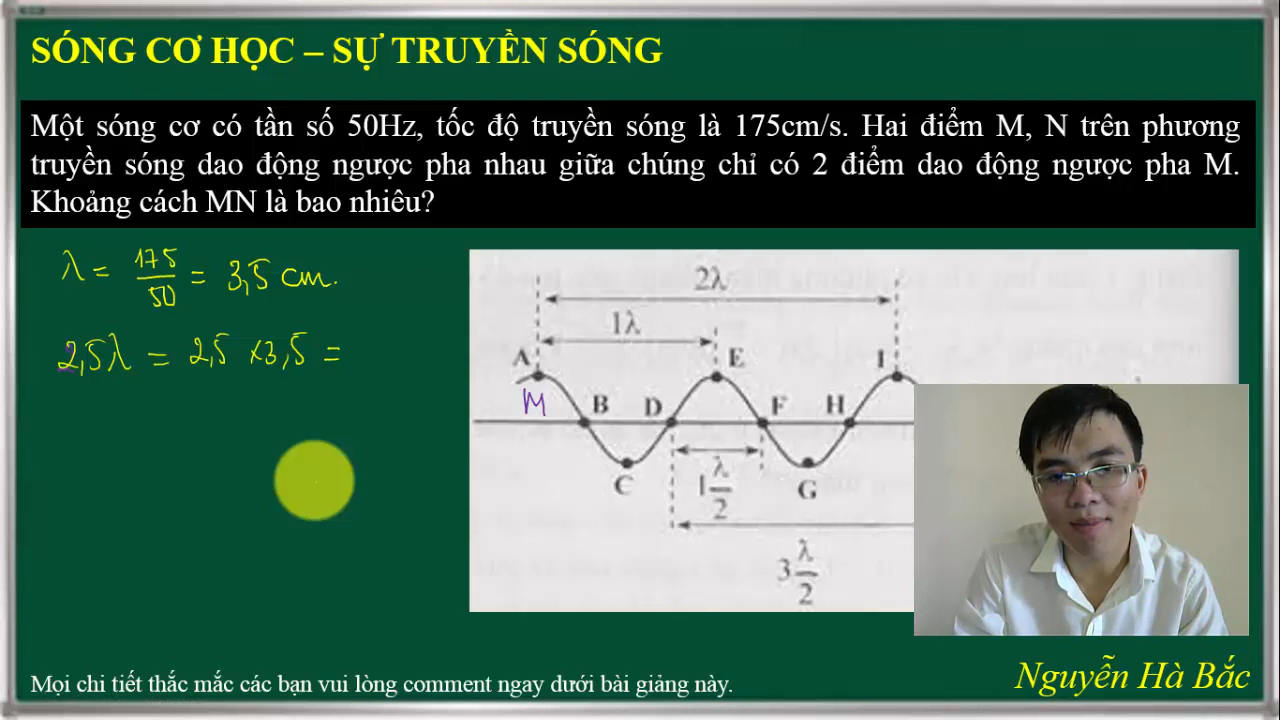 SÓNG CƠ HỌC – SỰ TRUYỀN SÓNG
Một sóng cơ có tần số 50Hz, tốc độ truyền sóng là 175cm/s. Hai điểm M, N trên phương
truyền sóng dao động ngược pha nhau giữa chúng chỉ có 2 điểm dao động ngược pha M.
Khoảng cách MN là bao nhiêu?
λ = 175/50 = 3,5 cm.
2,5λ = 2,5 x 3,5 =
2λ
1λ
A E I
M
B D F H
C G
1 λ/2
3 λ/2
Mọi chi tiết thắc mắc các bạn vui lòng comment ngay dưới bài giảng này.
Nguyễn Hà Bắc